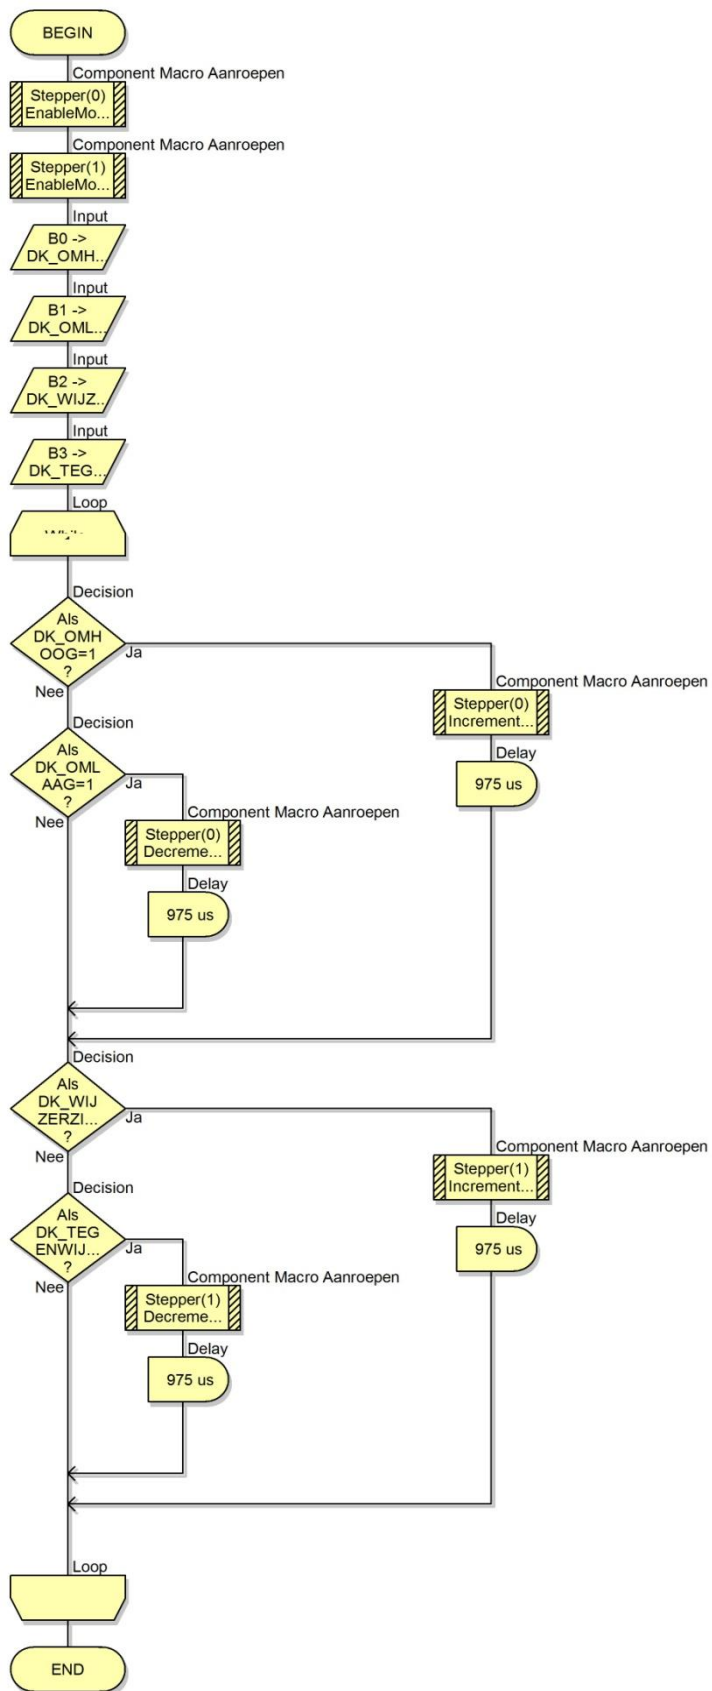 BEGIN
Component Macro Aanroepen
Stepper(0)
EnableMo...
Component Macro Aanroepen
Stepper(1)
EnableMo...
Input
B0 ->
DK_OMH...
Input
B1 ->
DK_OML...
Input
B2 ->
DK_WIJZ...
Input
B3 ->
DK_TEG...
Loop
Decision
Als
DK_OMH
OOG=1
?
Ja
Nee
Component Macro Aanroepen
Stepper(0)
Increment...
Delay
975 us
Decision
Als
DK_OML
AAG=1
?
Ja
Nee
Component Macro Aanroepen
Stepper(0)
Decreme...
Delay
975 us
Decision
Als
DK_WIJ
ZERZI...
?
Ja
Nee
Component Macro Aanroepen
Stepper(1)
Increment...
Delay
975 us
Decision
Als
DK_TEG
ENWIJ...
?
Ja
Nee
Component Macro Aanroepen
Stepper(1)
Decreme...
Delay
975 us
Loop
END